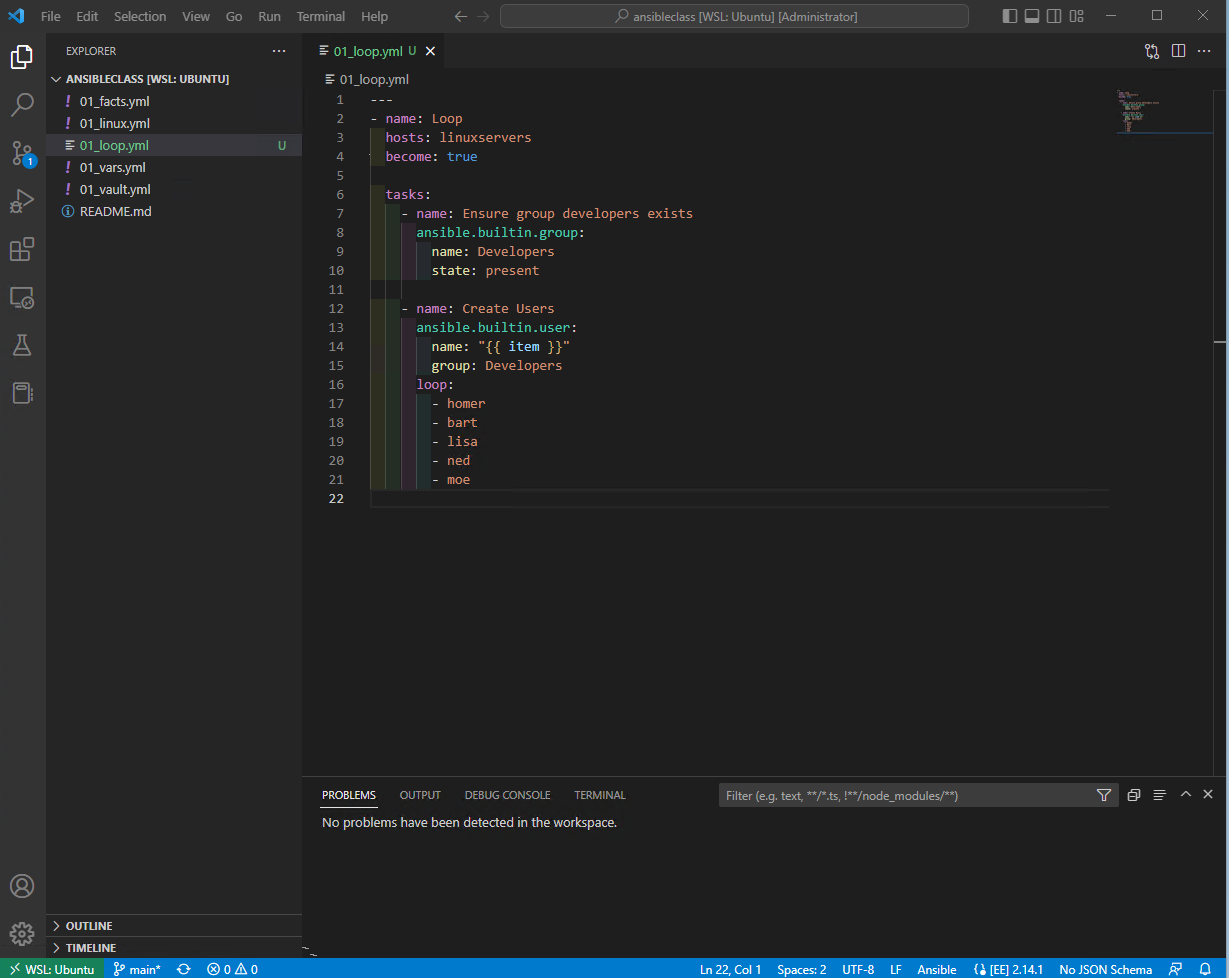 File Edit Selection View Go Run Terminal Help
ansibleclass [WSL: Ubuntu] [Administrator]
EXPLORER
ANSIBLECLASS [WSL: UBUNTU]
! 01_facts.yml
! 01_linux.yml
01_loop.yml U
! 01_vars.yml
! 01_vault.yml
README.md
1
OUTLINE
TIMELINE
01_loop.yml U
01_loop.yml
1 ---
2 - name: Loop
3 hosts: linuxservers
4 become: true
5
6 tasks:
7 - name: Ensure group developers exists
8 ansible.builtin.group:
9 name: Developers
10 state: present
11
12 - name: Create Users
13 ansible.builtin.user:
14 name: "{{ item }}"
15 group: Developers
16 loop:
17 - homer
18 - bart
19 - lisa
20 - ned
21 - moe
22
PROBLEMS OUTPUT DEBUG CONSOLE TERMINAL
Filter (e.g. text, **/*.ts, !**/node_modules/**)
No problems have been detected in the workspace.
WSL: Ubuntu main* 0 0 Ln 22, Col 1 Spaces: 2 UTF-8 LF Ansible [EE] 2.14.1 No JSON Schema